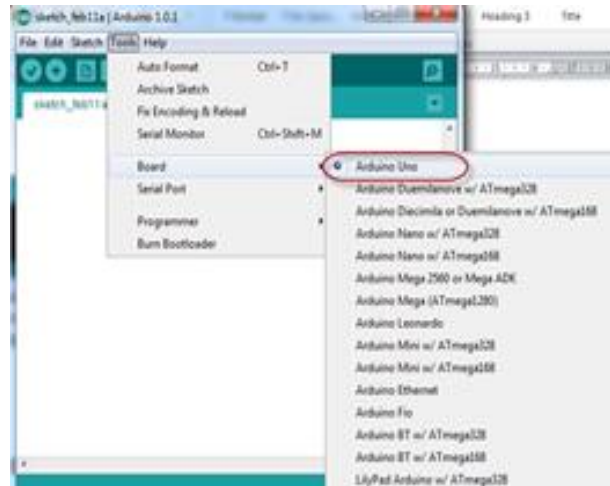 sketch_feb11a | Arduino 1.0.1
Heading 3 Title
File Edit Sketch Tools Help
sketch_feb11a
Auto Format Ctrl+T
Archive Sketch
Fix Encoding & Reload
Serial Monitor Ctrl+Shift+M
Board
Serial Port
Programmer
Burn Bootloader
Arduino Uno
Arduino Duemilanove w/ ATmega328
Arduino Diecimila or Duemilanove w/ ATmega168
Arduino Nano w/ ATmega328
Arduino Nano w/ ATmega168
Arduino Mega 2560 or Mega ADK
Arduino Mega (ATmega1280)
Arduino Leonardo
Arduino Mini w/ ATmega328
Arduino Mini w/ ATmega168
Arduino Ethernet
Arduino Fio
Arduino BT w/ ATmega328
Arduino BT w/ ATmega168
LilyPad Arduino w/ ATmega328